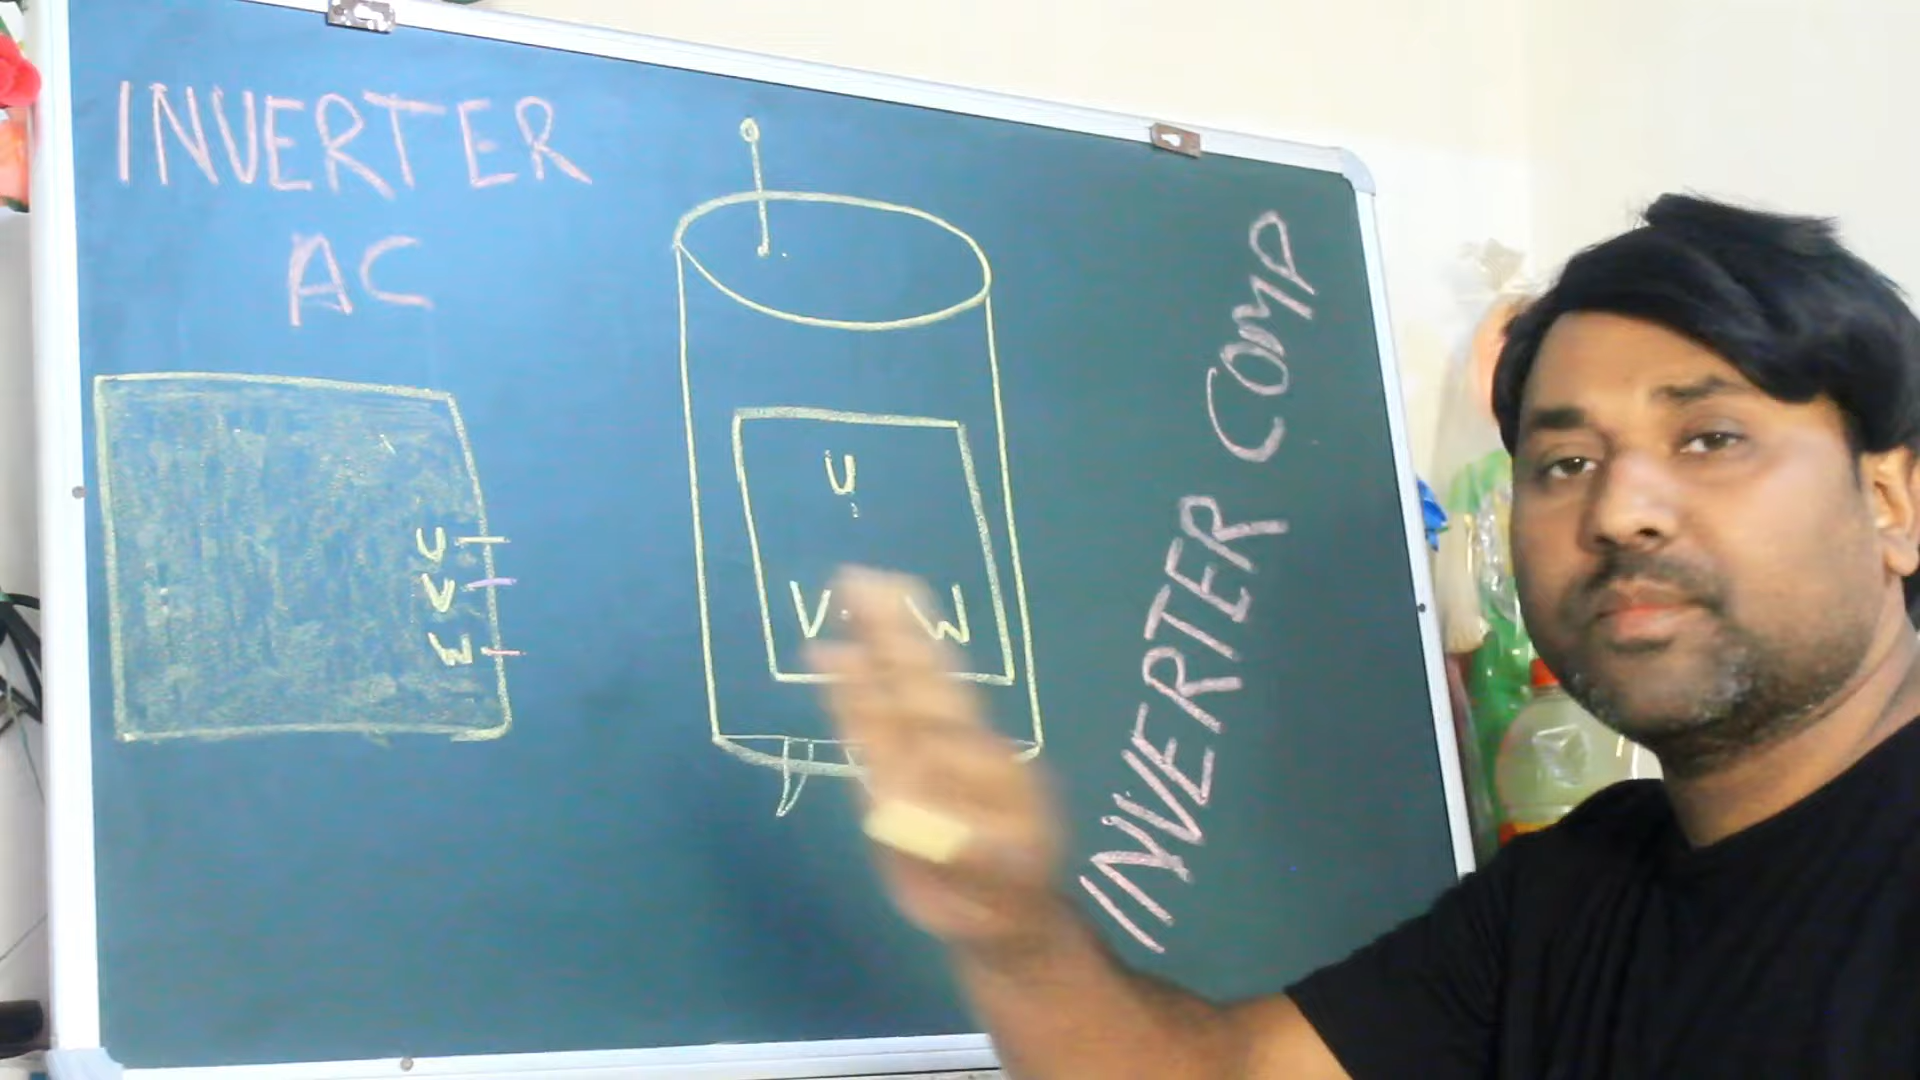 INVERTER
AC
U
V
W
U
V W
INVERTER COMP